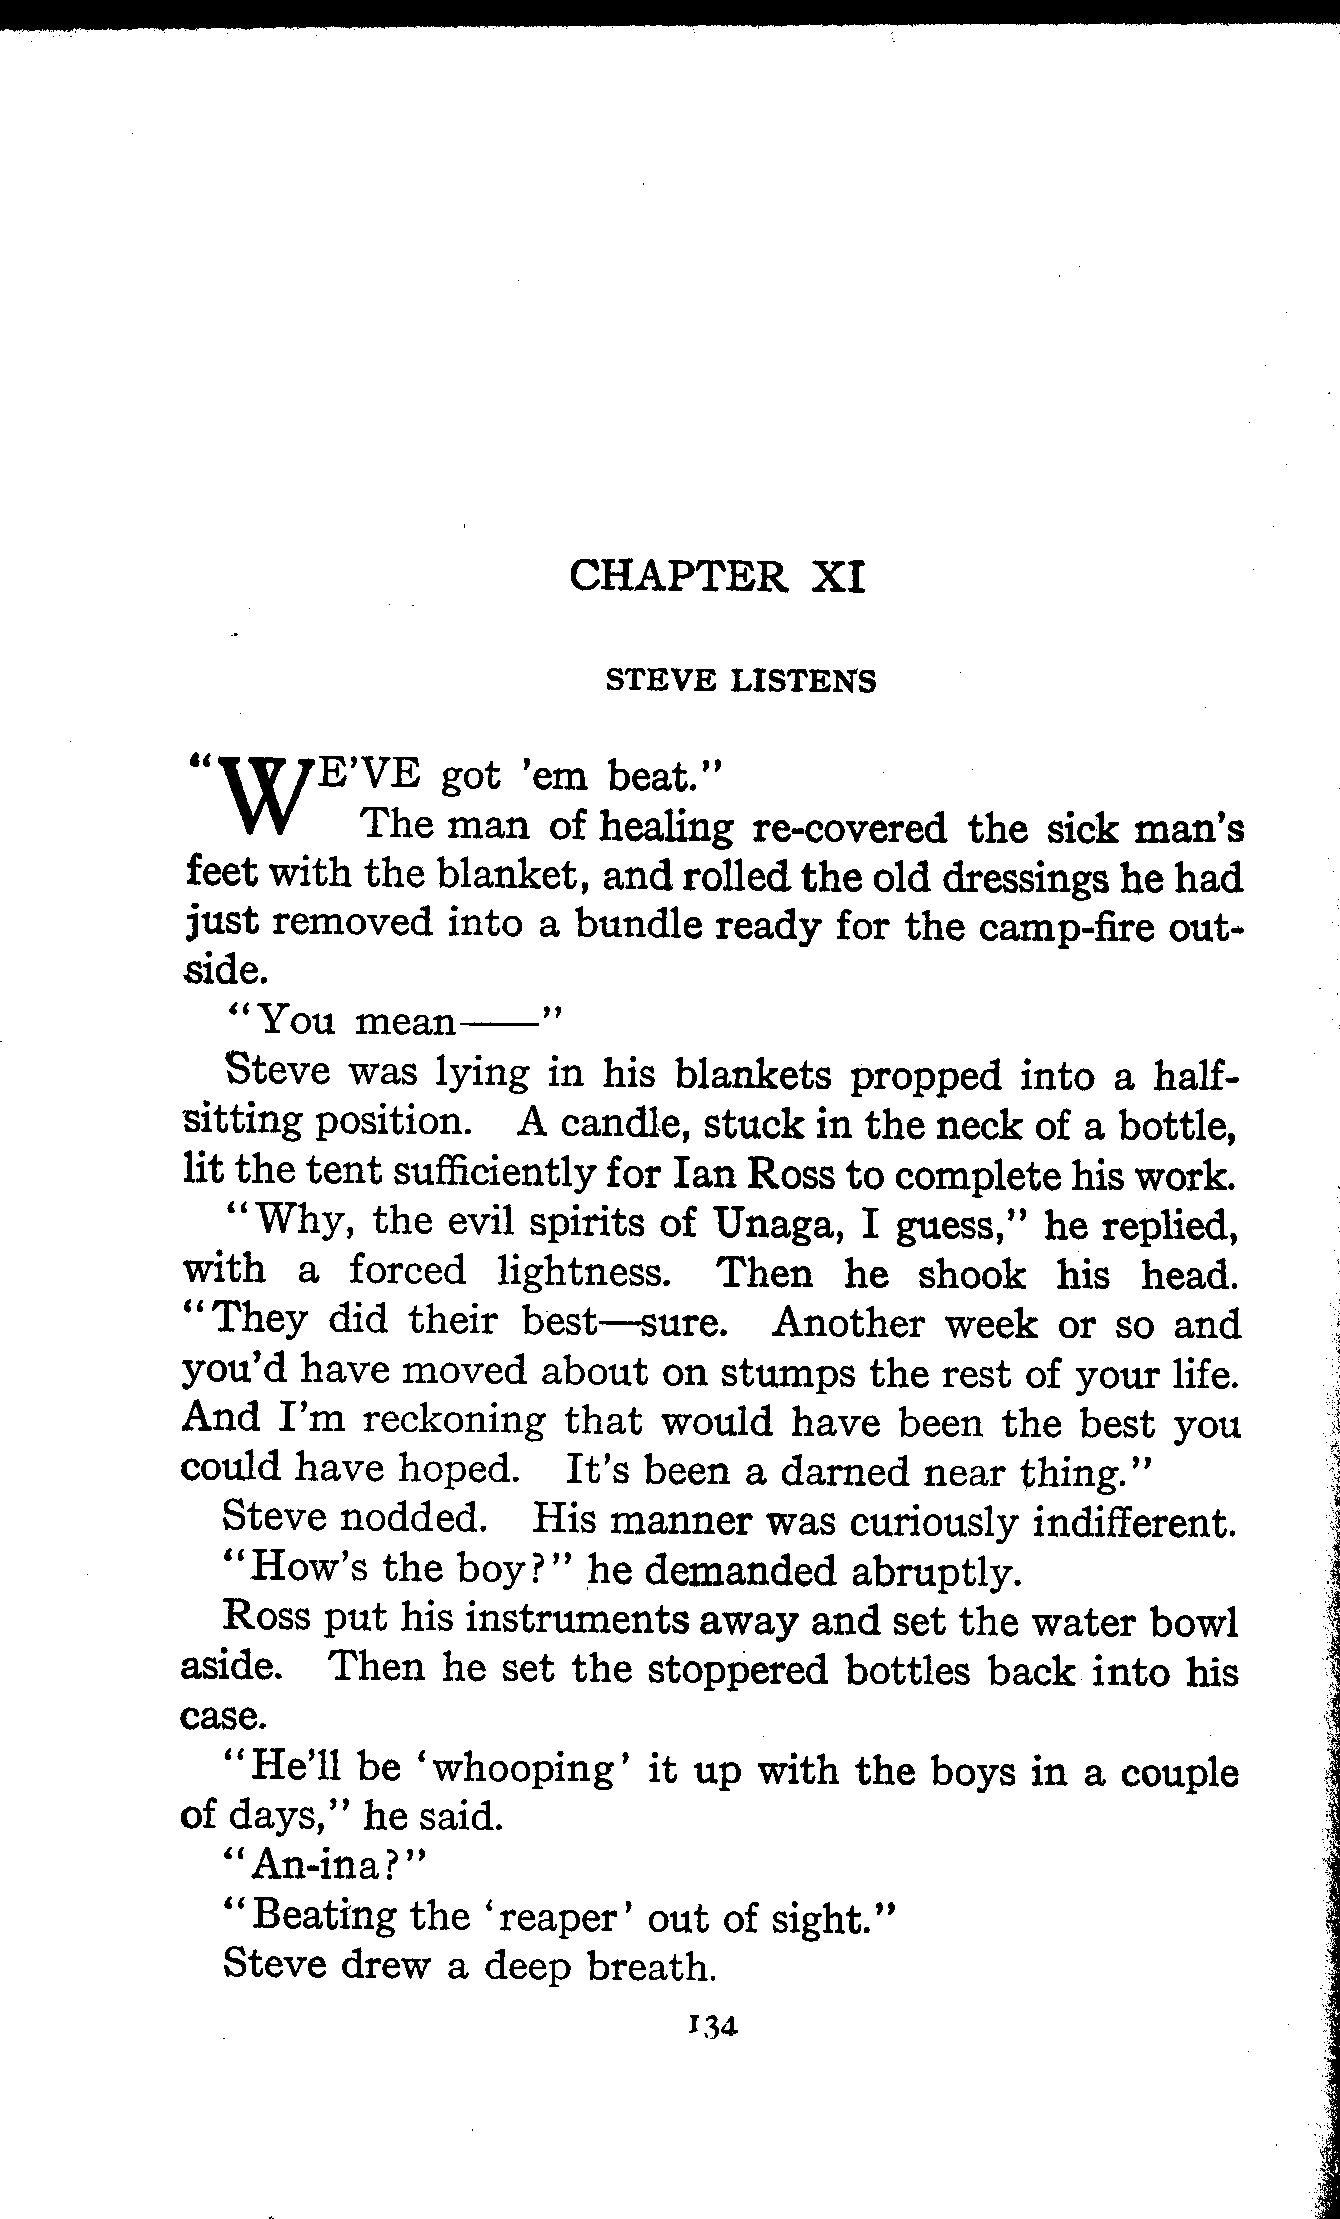 CHAPTER XI
STEVE LISTENS
“WE’VE got ’em beat.”
The man of healing re-covered the sick man’s
feet with the blanket, and rolled the old dressings he had
just removed into a bundle ready for the camp-fire out-
side.
“You mean——”
Steve was lying in his blankets propped into a half-
sitting position. A candle, stuck in the neck of a bottle,
lit the tent sufficiently for Ian Ross to complete his work.
“Why, the evil spirits of Unaga, I guess,” he replied,
with a forced lightness. Then he shook his head.
“They did their best—sure. Another week or so and
you’d have moved about on stumps the rest of your life.
And I’m reckoning that would have been the best you
could have hoped. It’s been a darned near thing.”
Steve nodded. His manner was curiously indifferent.
“How’s the boy?” he demanded abruptly.
Ross put his instruments away and set the water bowl
aside. Then he set the stoppered bottles back into his
case.
“He’ll be ‘whooping’ it up with the boys in a couple
of days,” he said.
“An-ina?”
“Beating the ‘reaper’ out of sight.”
Steve drew a deep breath.
134